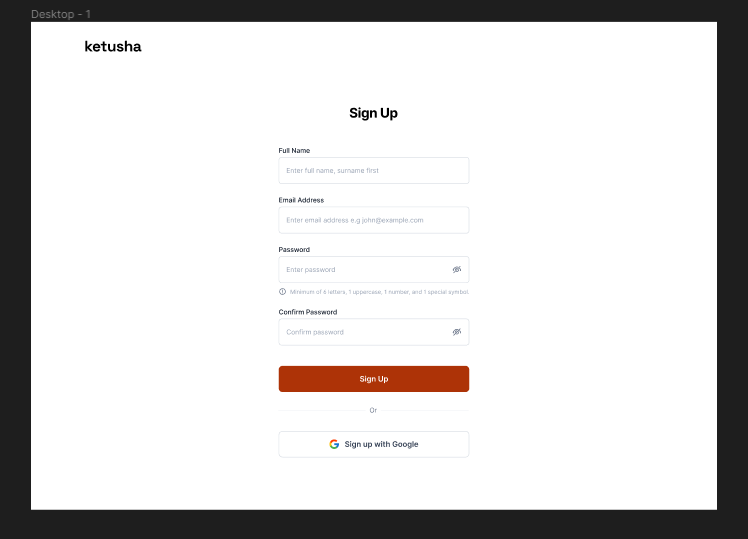 Desktop - 1
ketusha
Sign Up
Full Name
Enter full name, surname first
Email Address
Enter email address e.g john@example.com
Password
Enter password
Minimum of 6 letters, 1 uppercase, 1 number, and 1 special symbol.
Confirm Password
Confirm password
Sign Up
Or
Sign up with Google